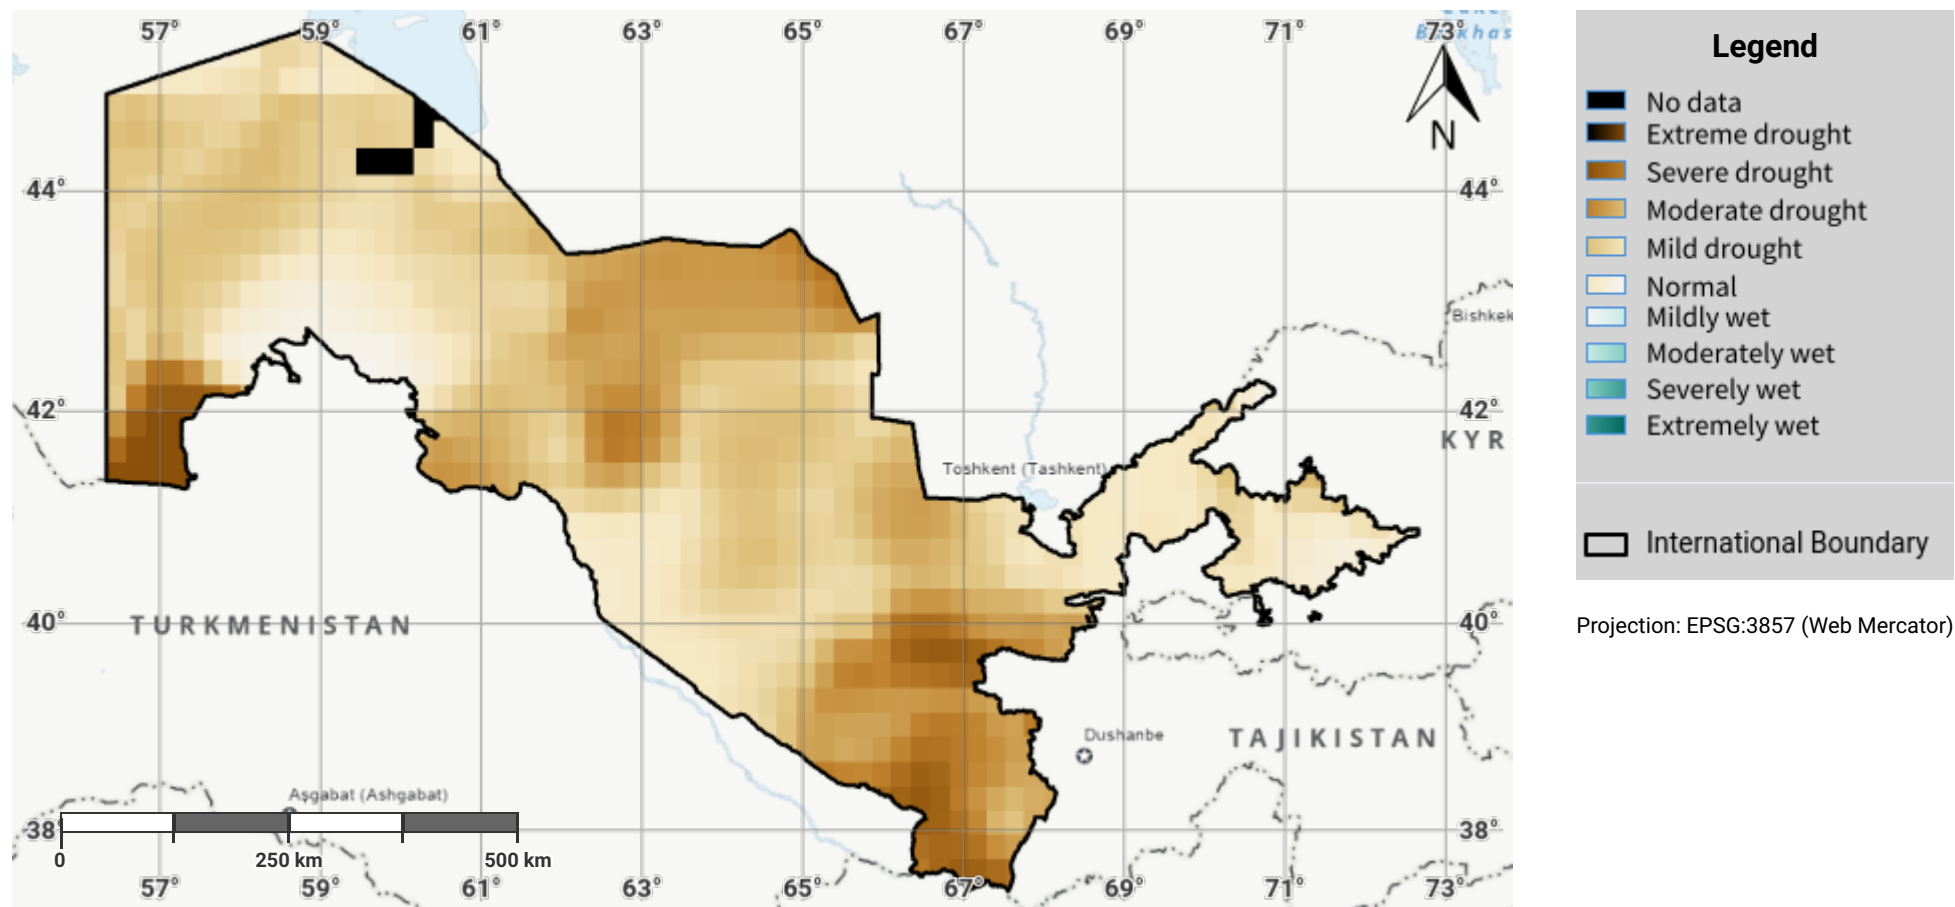 57° 59° 61° 63° 65° 67° 69° 71° 73°
N
44° 44°
Bishkek
42° 42°
KYR
Toshkent (Tashkent)
40° 40°
TURKMENISTAN
Dushanbe
TAJIKISTAN
Aşgabat (Ashgabat)
38° 38°
0 250 km 500 km
57° 59° 61° 63° 65° 67° 69° 71° 73°
Legend
No data
Extreme drought
Severe drought
Moderate drought
Mild drought
Normal
Mildly wet
Moderately wet
Severely wet
Extremely wet
International Boundary
Projection: EPSG:3857 (Web Mercator)